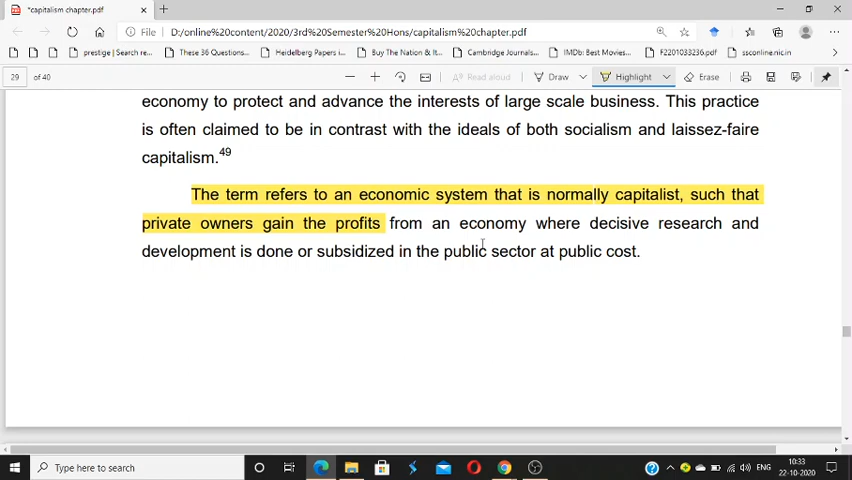 *capitalism chapter.pdf
File D:/online%20content/2020/3rd%20Semester%20Hons/capitalism%20chapter.pdf
prestige | Search re... These 36 Questions... Heidelberg Papers i... Buy The Nation & It... Cambridge Journals... IMDb: Best Movies... F2201033236.pdf ssconline.nic.in
29 of 40 Read aloud Draw Highlight Erase
economy to protect and advance the interests of large scale business. This practice
is often claimed to be in contrast with the ideals of both socialism and laissez-faire
capitalism.49
The term refers to an economic system that is normally capitalist, such that
private owners gain the profits from an economy where decisive research and
development is done or subsidized in the public sector at public cost.
Type here to search ENG 10:33
22-10-2020